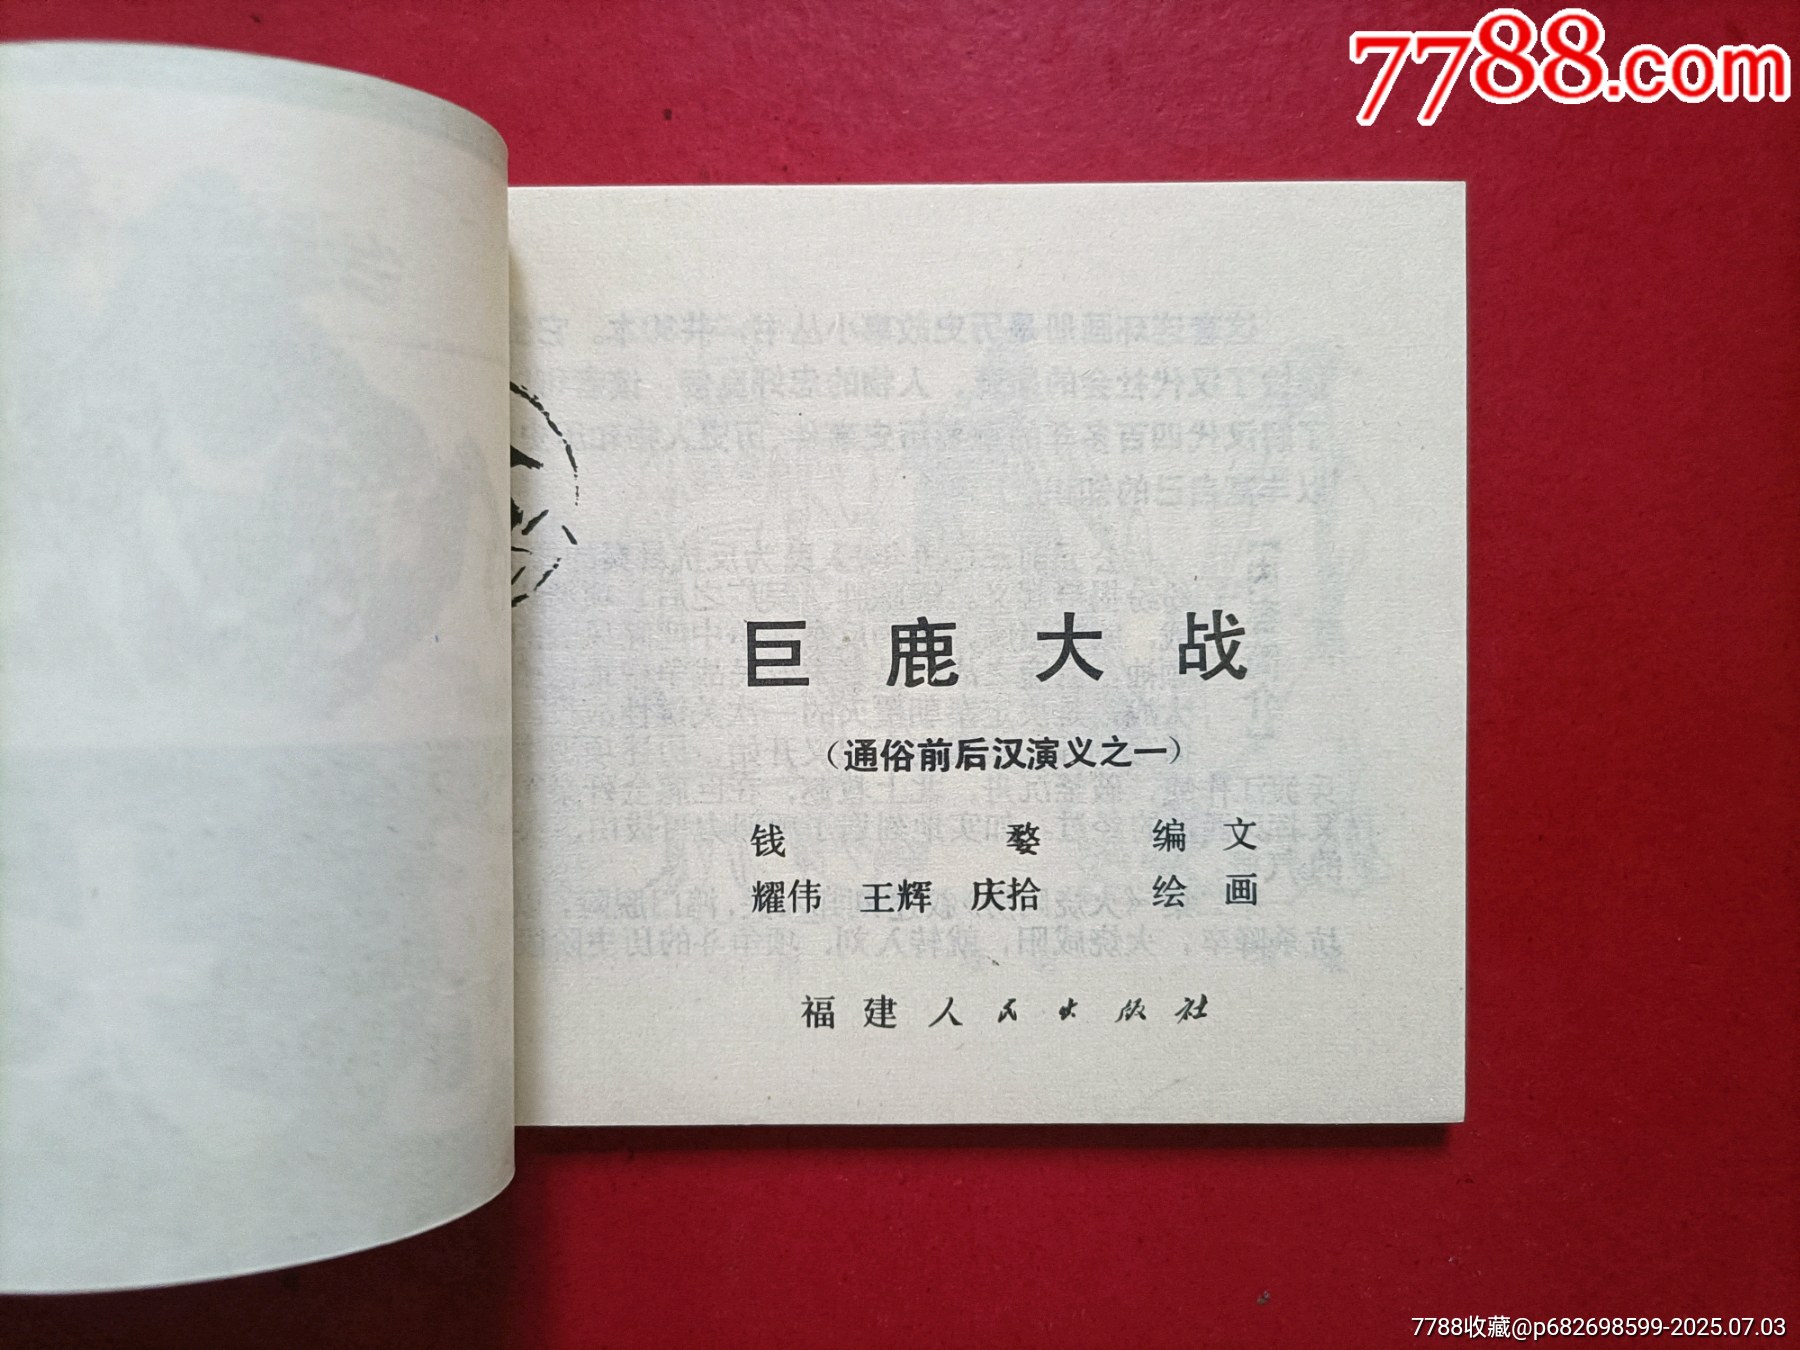 7788.com
巨鹿大战
（通俗前后汉演义之一）
钱 婺 编文
耀伟 王辉 庆拾 绘画
福建人民出版社
7788收藏@p682698599-2025.07.03